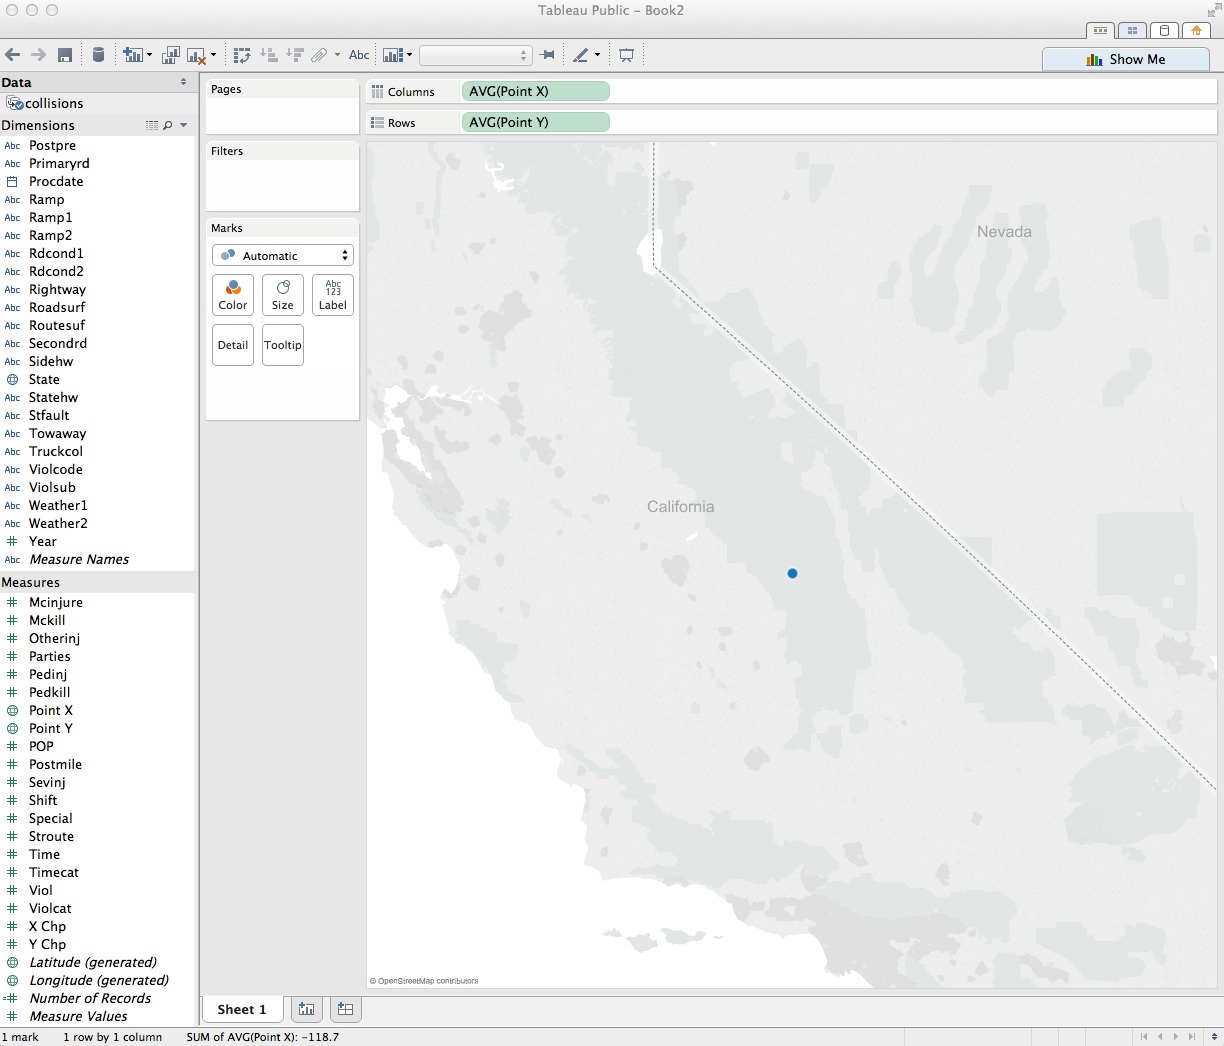 Tableau Public - Book2
Abc
Show Me
Data
collisions
Dimensions
Abc Postpre
Abc Primaryrd
Procdate
Abc Ramp
Abc Ramp1
Abc Ramp2
Abc Rdcond1
Abc Rdcond2
Abc Rightway
Abc Roadsurf
Abc Routesuf
Abc Secondrd
Abc Sidehw
State
Abc Statehw
Abc Stfault
Abc Towaway
Abc Truckcol
Abc Violcode
Abc Violsub
Abc Weather1
Abc Weather2
# Year
Abc Measure Names
Measures
# Mcinjure
# Mckill
# Otherinj
# Parties
# Pedinj
# Pedkill
Point X
Point Y
# POP
# Postmile
# Sevinj
# Shift
# Special
# Stroute
# Time
# Timecat
# Viol
# Violcat
# X Chp
# Y Chp
Latitude (generated)
Longitude (generated)
# Number of Records
# Measure Values
Pages
Filters
Marks
Automatic
Color
Size
Abc
123
Label
Detail
Tooltip
Columns
AVG(Point X)
Rows
AVG(Point Y)
Nevada
California
© OpenStreetMap contributors
Sheet 1
1 mark 1 row by 1 column SUM of AVG(Point X): -118.7